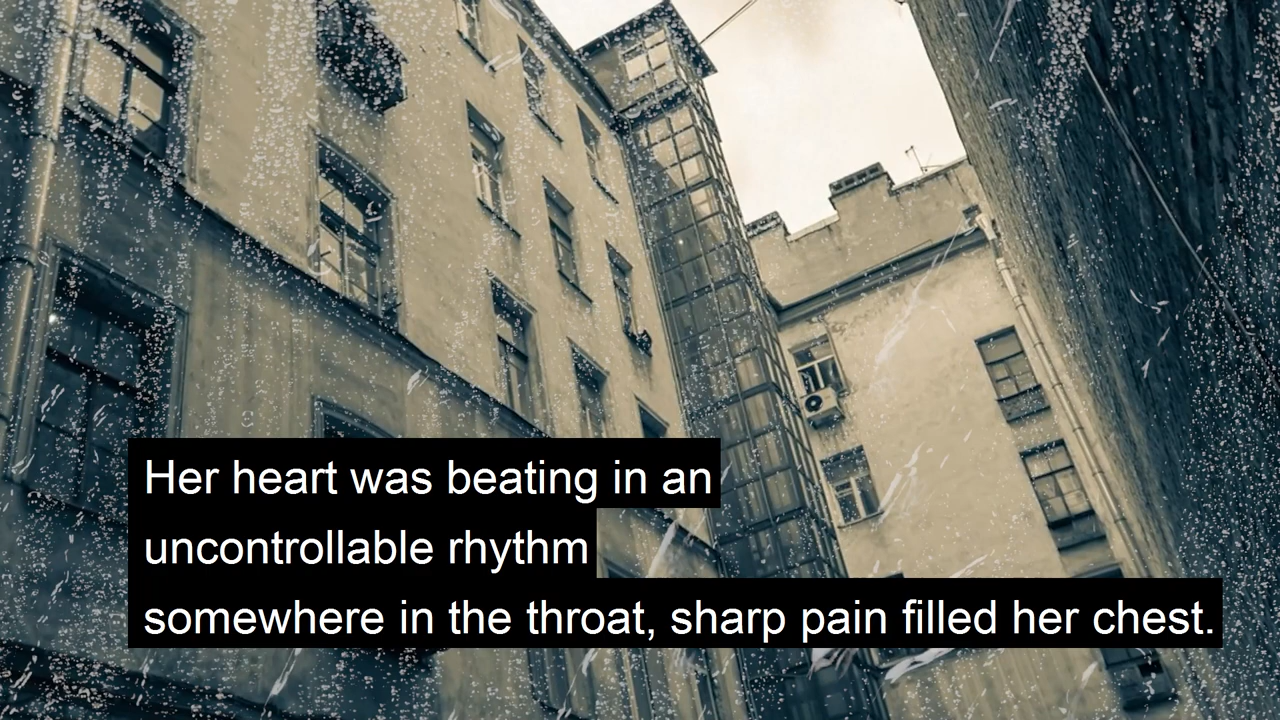 Her heart was beating in an
uncontrollable rhythm
somewhere in the throat, sharp pain filled her chest.